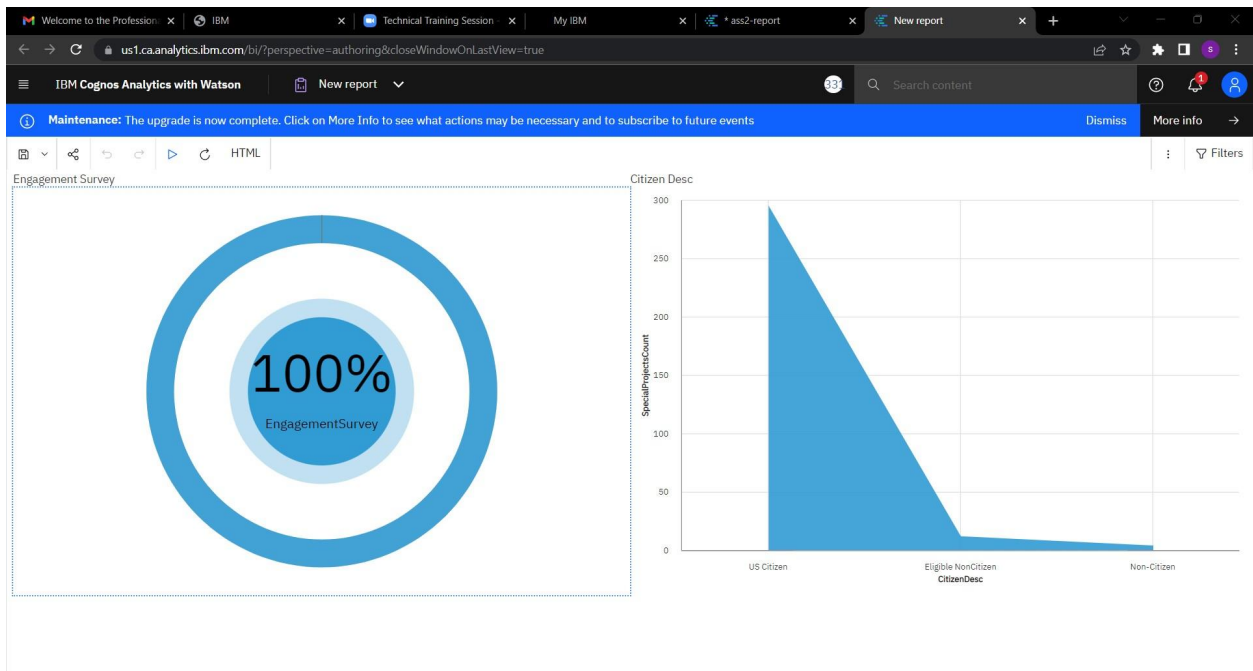 Welcome to the Profession
IBM
Technical Training Session
My IBM
* ass2-report
New report
us1.ca.analytics.ibm.com/bi/?perspective=authoring&closeWindowOnLastView=true
s
IBM Cognos Analytics with Watson
New report
331
Search content
1
Maintenance: The upgrade is now complete. Click on More Info to see what actions may be necessary and to subscribe to future events
Dismiss
More info
HTML
Filters
Engagement Survey
100%
EngagementSurvey
Citizen Desc
300
250
200
150
100
50
0
SpecialProjectsCount
US Citizen
Eligible NonCitizen
Non-Citizen
CitizenDesc